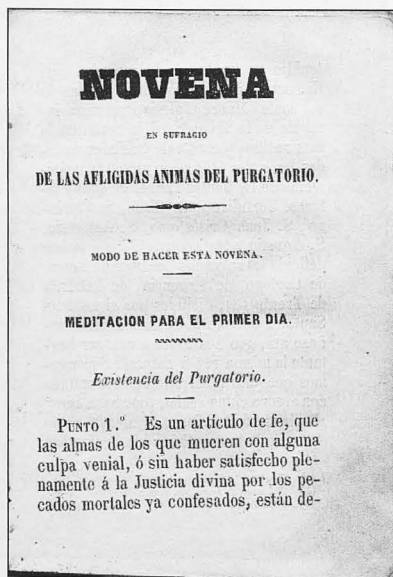 NOVENA
EN SUFRAGIO
DE LAS AFLIGIDAS ANIMAS DEL PURGATORIO.
MODO DE HACER ESTA NOVENA.
MEDITACION PARA EL PRIMER DIA.
Existencia del Purgatorio.
PUNTO 1.º Es un artículo de fe, que
las almas de los que mueren con alguna
culpa venial, ó sin haber satisfecho ple-
namente á la Justicia divina por los pe-
cados mortales ya confesados, están de-